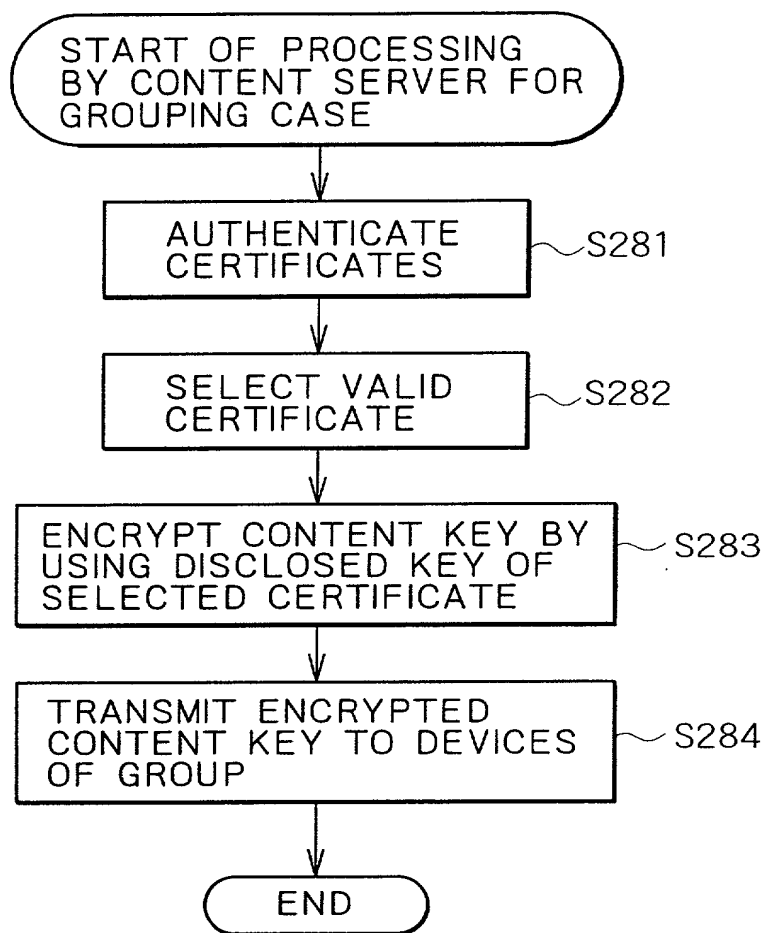 START OF PROCESSING
BY CONTENT SERVER FOR
GROUPING CASE
AUTHENTICATE
CERTIFICATES
S281
SELECT VALID
CERTIFICATE
S282
ENCRYPT CONTENT KEY BY
USING DISCLOSED KEY OF
SELECTED CERTIFICATE
S283
TRANSMIT ENCRYPTED
CONTENT KEY TO DEVICES
OF GROUP
S284
END